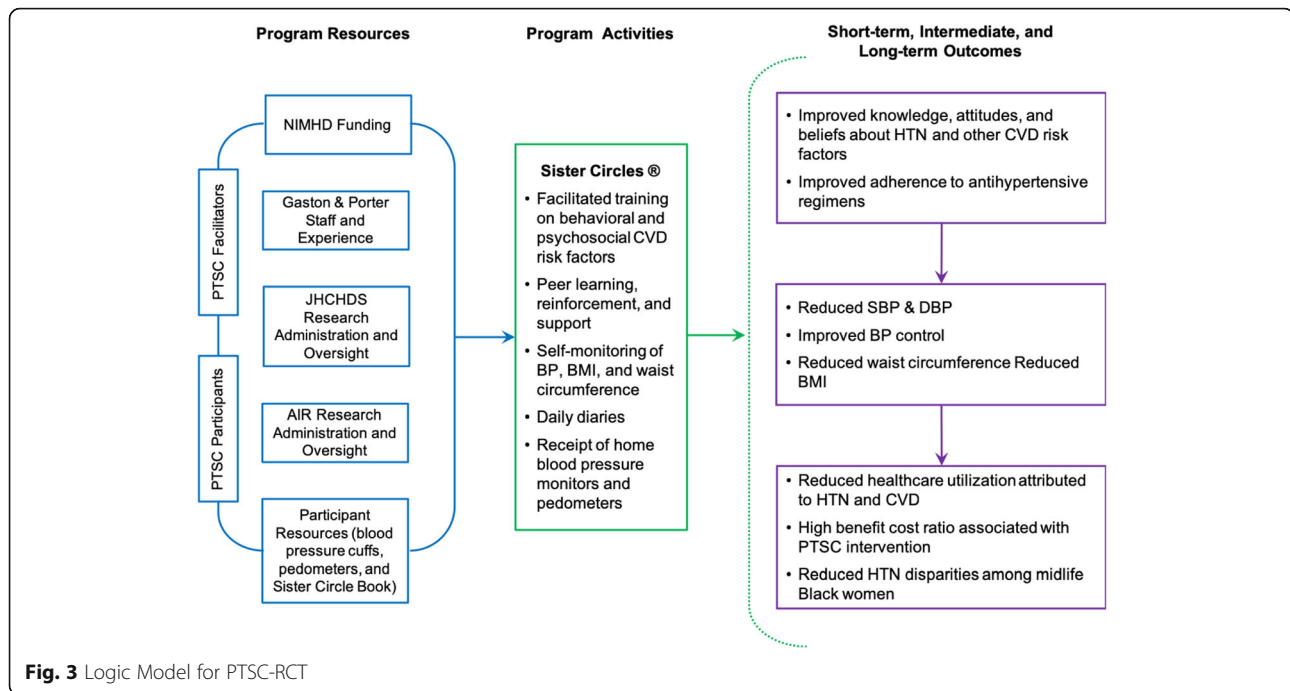 Program Resources
Program Activities
Short-term, Intermediate, and
Long-term Outcomes
PTSC Facilitators
PTSC Participants
NIMHD Funding
Gaston & Porter
Staff and
Experience
JHCHDS
Research
Administration and
Oversight
AIR Research
Administration and
Oversight
Participant
Resources (blood
pressure cuffs,
pedometers, and
Sister Circle Book)
Sister Circles ®
• Facilitated training
on behavioral and
psychosocial CVD
risk factors
• Peer learning,
reinforcement, and
support
• Self-monitoring of
BP, BMI, and waist
circumference
• Daily diaries
• Receipt of home
blood pressure
monitors and
pedometers
• Improved knowledge, attitudes, and
beliefs about HTN and other CVD risk
factors
• Improved adherence to antihypertensive
regimens
• Reduced SBP & DBP
• Improved BP control
• Reduced waist circumference Reduced
BMI
• Reduced healthcare utilization attributed
to HTN and CVD
• High benefit cost ratio associated with
PTSC intervention
• Reduced HTN disparities among midlife
Black women
Fig. 3 Logic Model for PTSC-RCT